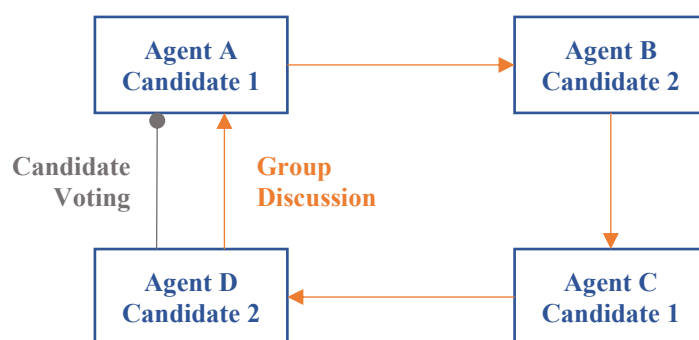 Agent A
Candidate 1
Agent B
Candidate 2
Candidate
Voting
Group
Discussion
Agent D
Candidate 2
Agent C
Candidate 1